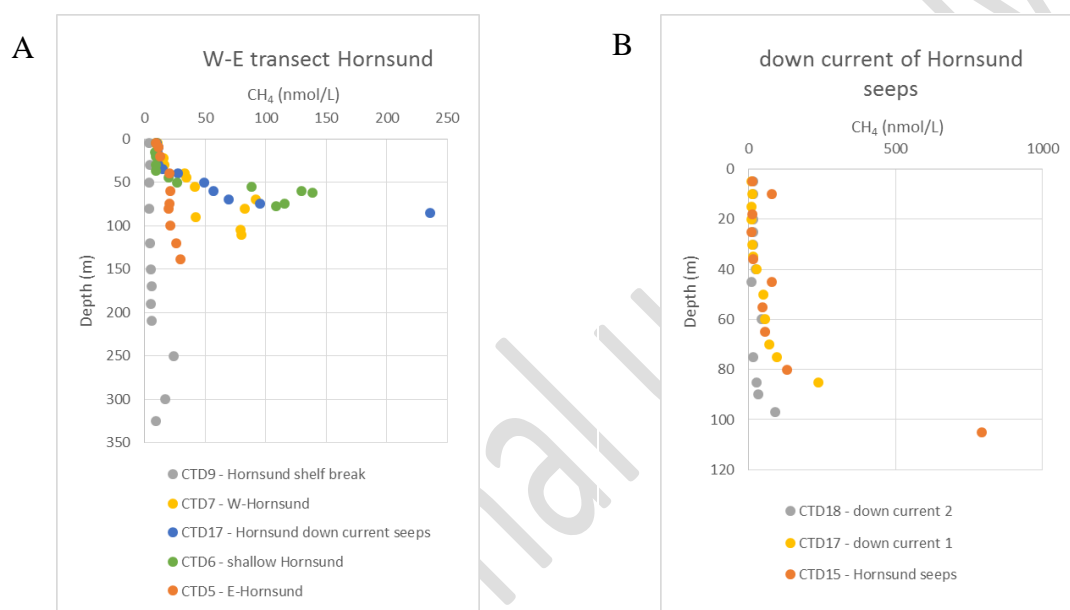 A
W-E transect Hornsund
CH₄ (nmol/L)
0 50 100 150 200 250
0
50
100
150
200
250
300
350
Depth (m)
CTD9 - Hornsund shelf break
CTD7 - W-Hornsund
CTD17 - Hornsund down current seeps
CTD6 - shallow Hornsund
CTD5 - E-Hornsund
B
down current of Hornsund
seeps
CH₄ (nmol/L)
0 500 1000
0
20
40
60
80
100
120
Depth (m)
CTD18 - down current 2
CTD17 - down current 1
CTD15 - Hornsund seeps